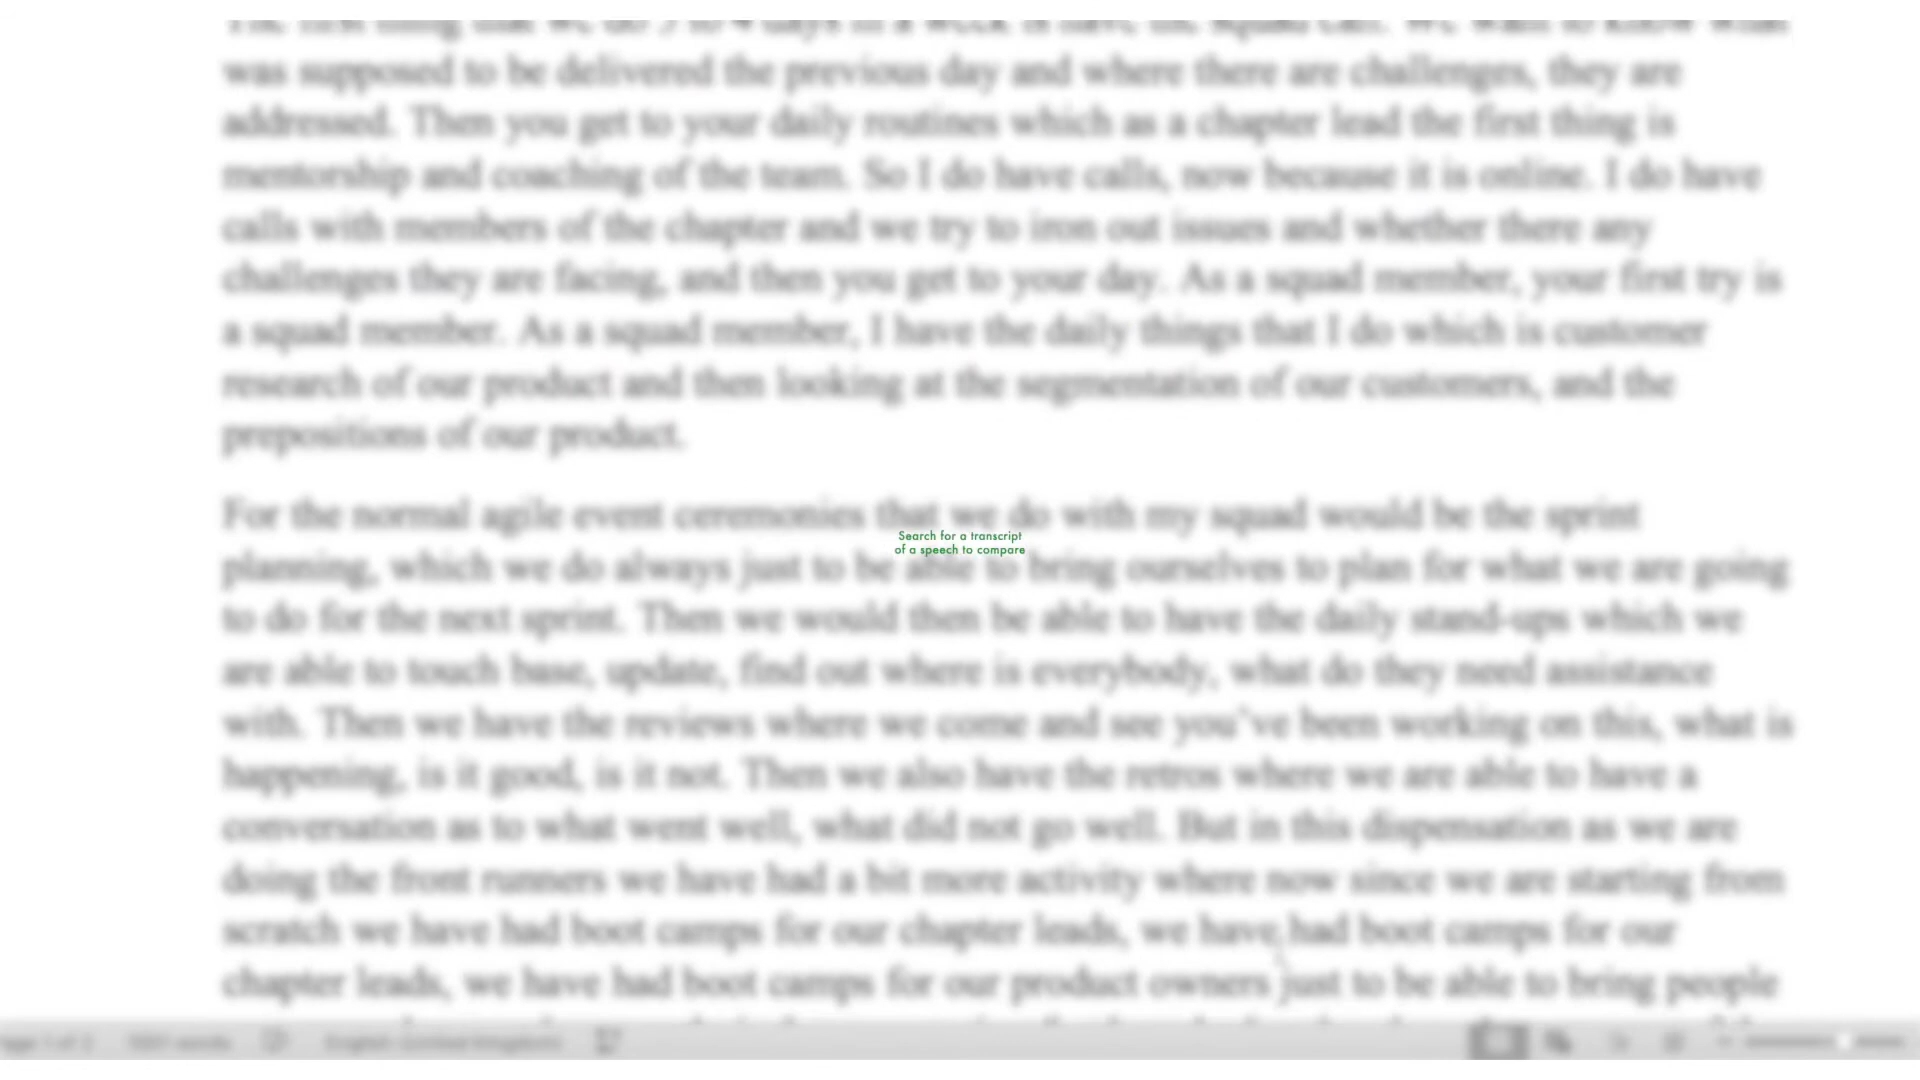 was supposed to be delivered the previous day and where there are challenges, they are
addressed. Then you get to your daily routines which as a chapter lead the first thing is
mentorship and coaching of the team. So I do have calls, now because it is online. I do have
calls with members of the chapter and we try to iron out issues and whether there any
challenges they are facing, and then you get to your day. As a squad member, your first try is
a squad member. As a squad member, I have the daily things that I do which is customer
research of our product and then looking at the segmentation of our customers, and the
prepositions of our product.
For the normal agile event ceremonies that we do with my squad would be the sprint
Search for a transcript
of a speech to compare
planning, which we do always just to be able to bring ourselves to plan for what we are going
to do for the next sprint. Then we would then be able to have the daily stand-ups which we
are able to touch base, update, find out where is everybody, what do they need assistance
with. Then we have the reviews where we come and see you've been working on this, what is
happening, is it good, is it not. Then we also have the retros where we are able to have a
conversation as to what went well, what did not go well. But in this dispensation as we are
doing the front runners we have had a bit more activity where now since we are starting from
scratch we have had boot camps for our chapter leads, we have had boot camps for our
chapter leads, we have had boot camps for our product owners just to be able to bring people
English (United Kingdom)